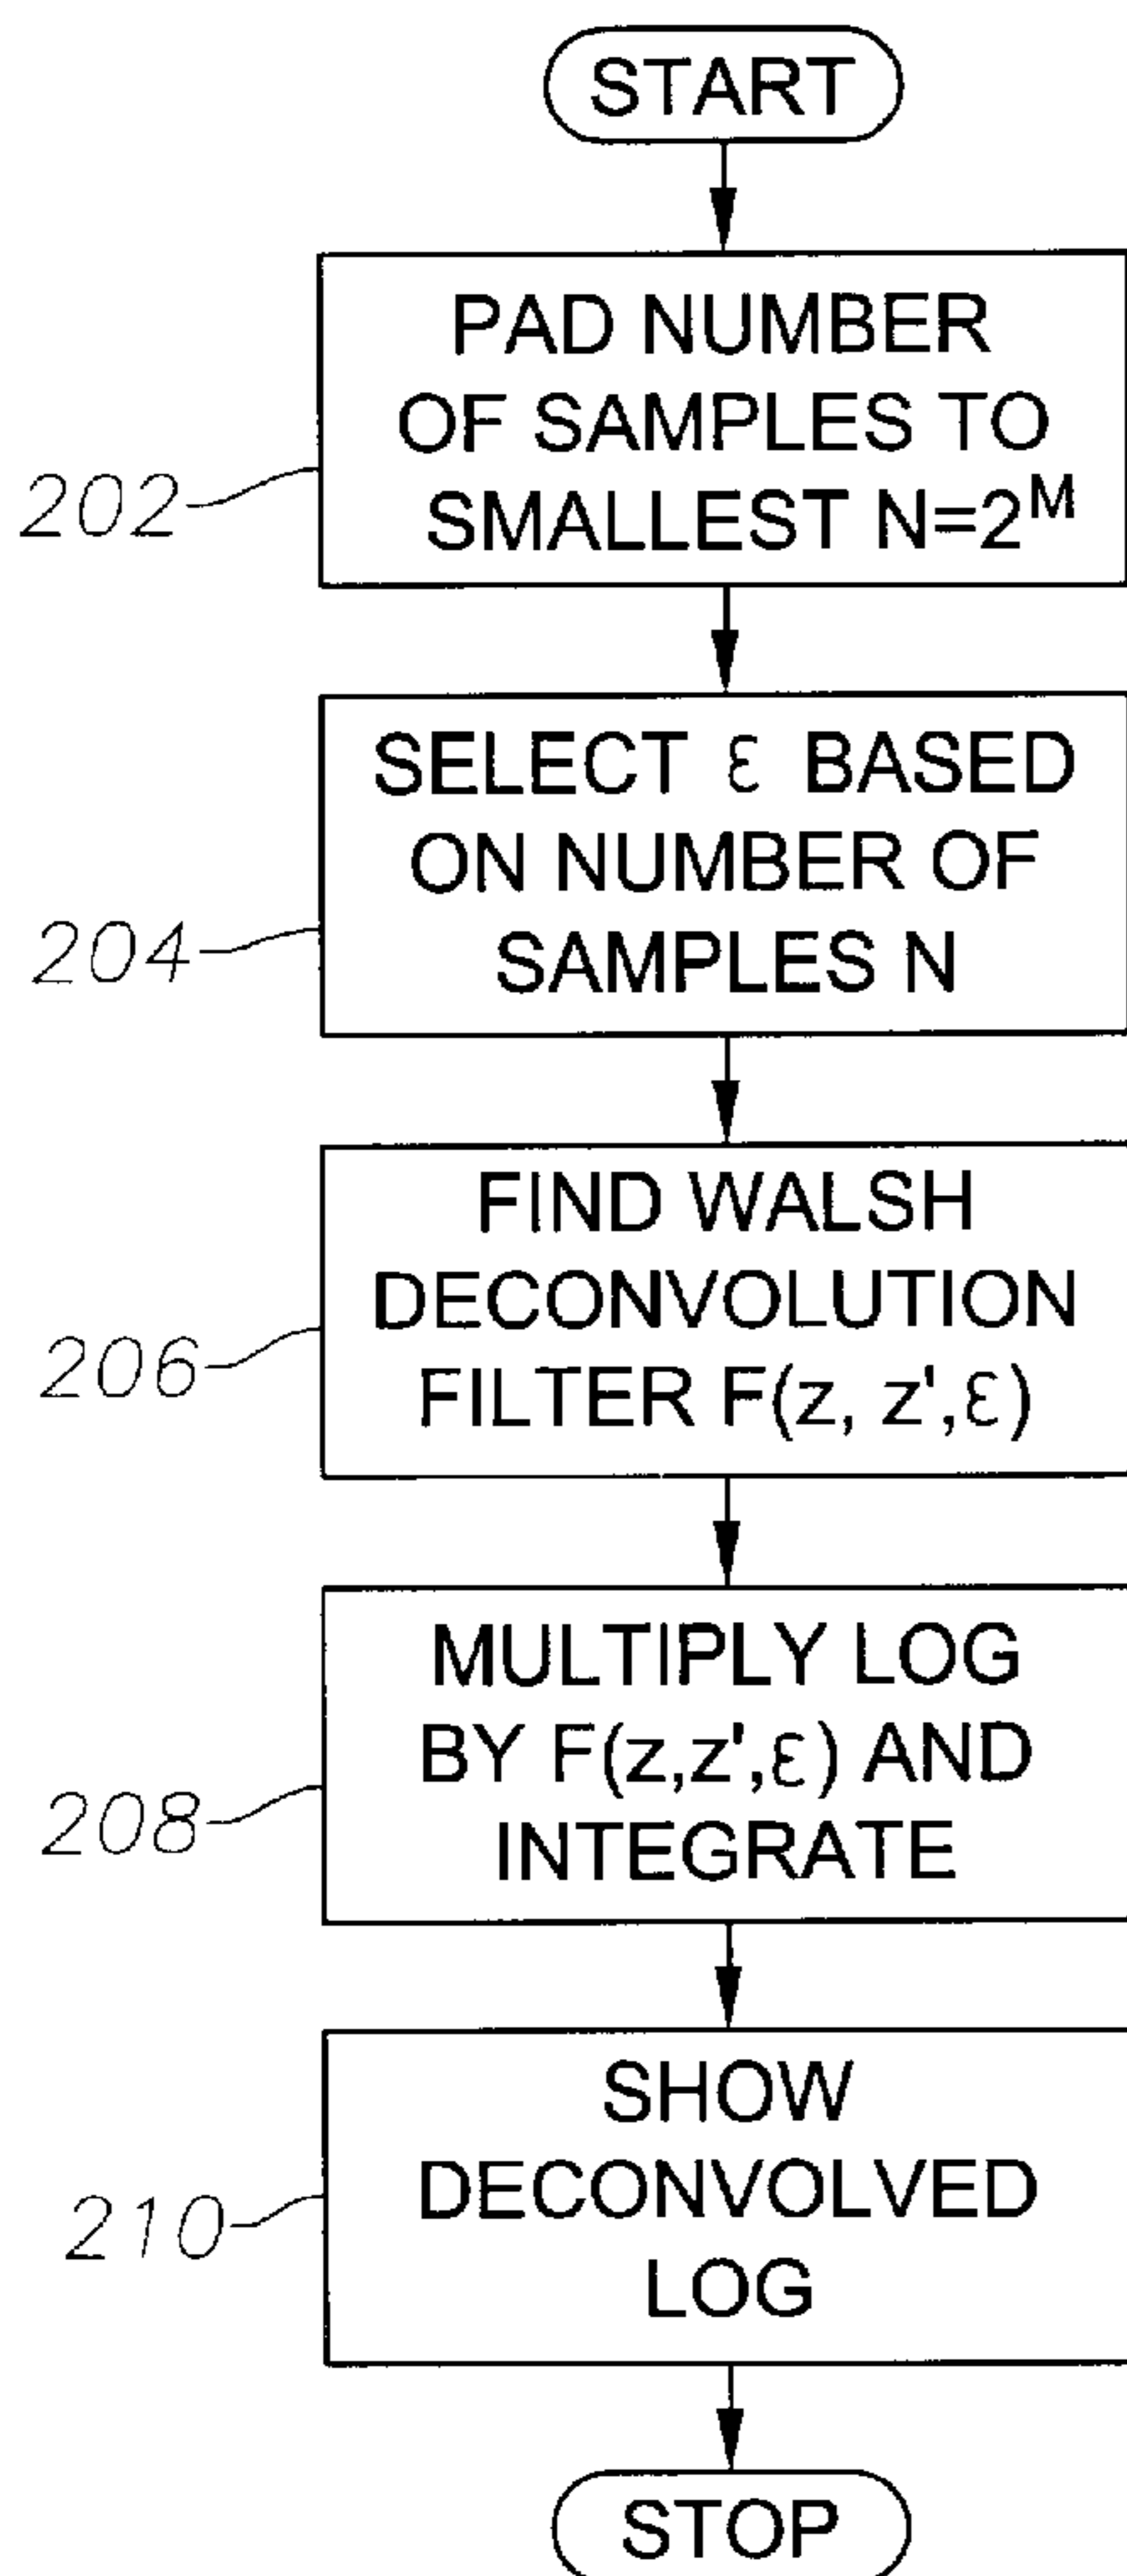 START
PAD NUMBER
OF SAMPLES TO
SMALLEST N=2^M
202
SELECT ε BASED
ON NUMBER OF
SAMPLES N
204
FIND WALSH
DECONVOLUTION
FILTER F(z, z',ε)
206
MULTIPLY LOG
BY F(z,z',ε) AND
INTEGRATE
208
SHOW
DECONVOLVED
LOG
210
STOP